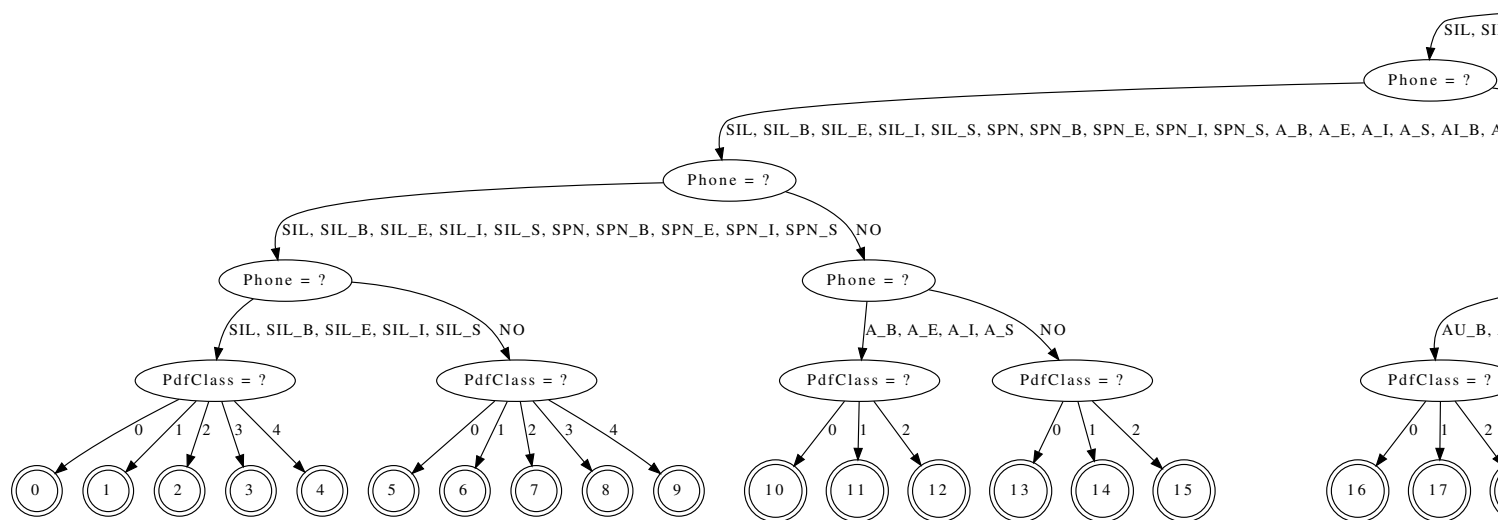 SIL, SI
Phone = ?
SIL, SIL_B, SIL_E, SIL_I, SIL_S, SPN, SPN_B, SPN_E, SPN_I, SPN_S, A_B, A_E, A_I, A_S, AI_B, A
Phone = ?
SIL, SIL_B, SIL_E, SIL_I, SIL_S, SPN, SPN_B, SPN_E, SPN_I, SPN_S NO
Phone = ? Phone = ?
SIL, SIL_B, SIL_E, SIL_I, SIL_S NO A_B, A_E, A_I, A_S NO AU_B,
PdfClass = ? PdfClass = ? PdfClass = ? PdfClass = ? PdfClass = ?
0 1 2 3 4 0 1 2 3 4 0 1 2 0 1 2 0 1 2
0 1 2 3 4 5 6 7 8 9 10 11 12 13 14 15 16 17